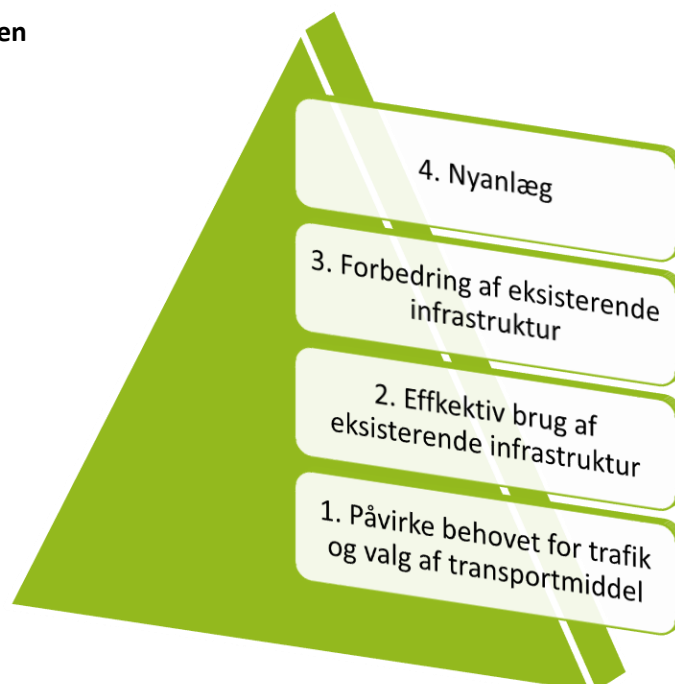 en
4. Nyanlæg
3. Forbedring af eksisterende
infrastruktur
2. Effkektiv brug af
eksisterende infrastruktur
1. Påvirke behovet for trafik
og valg af transportmiddel